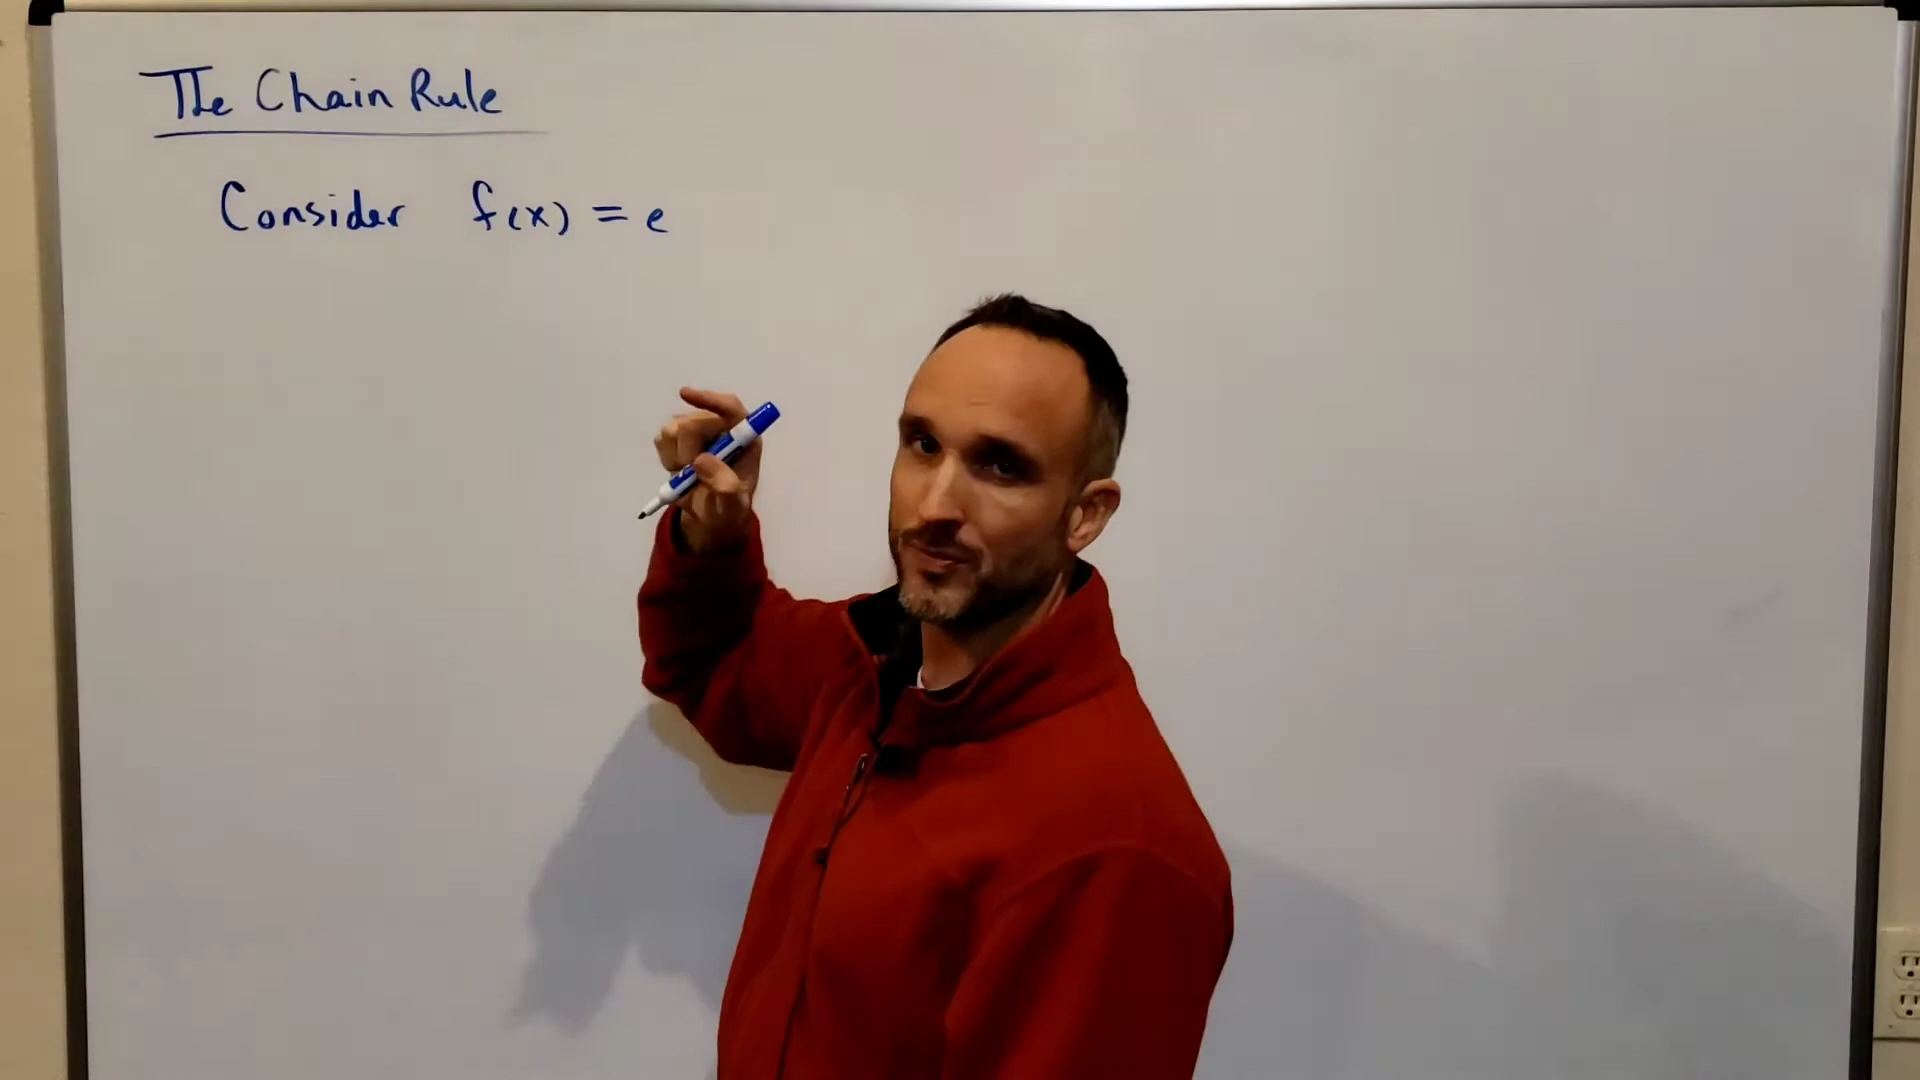 The Chain Rule
Consider f(x) = e